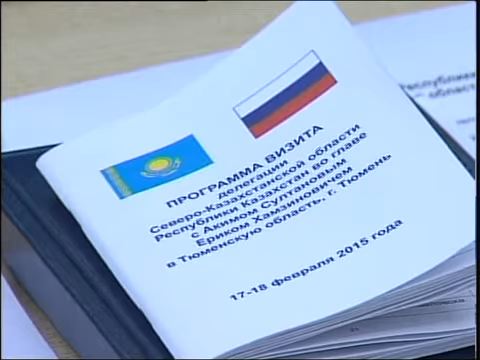 ПРОГРАММА ВИЗИТА
делегации
Северо-Казахстанской области
Республики Казахстан во главе
с Акимом Султановым
Ериком Хамзиновичем
в Тюменскую область, г. Тюмень
17-18 февраля 2015 года